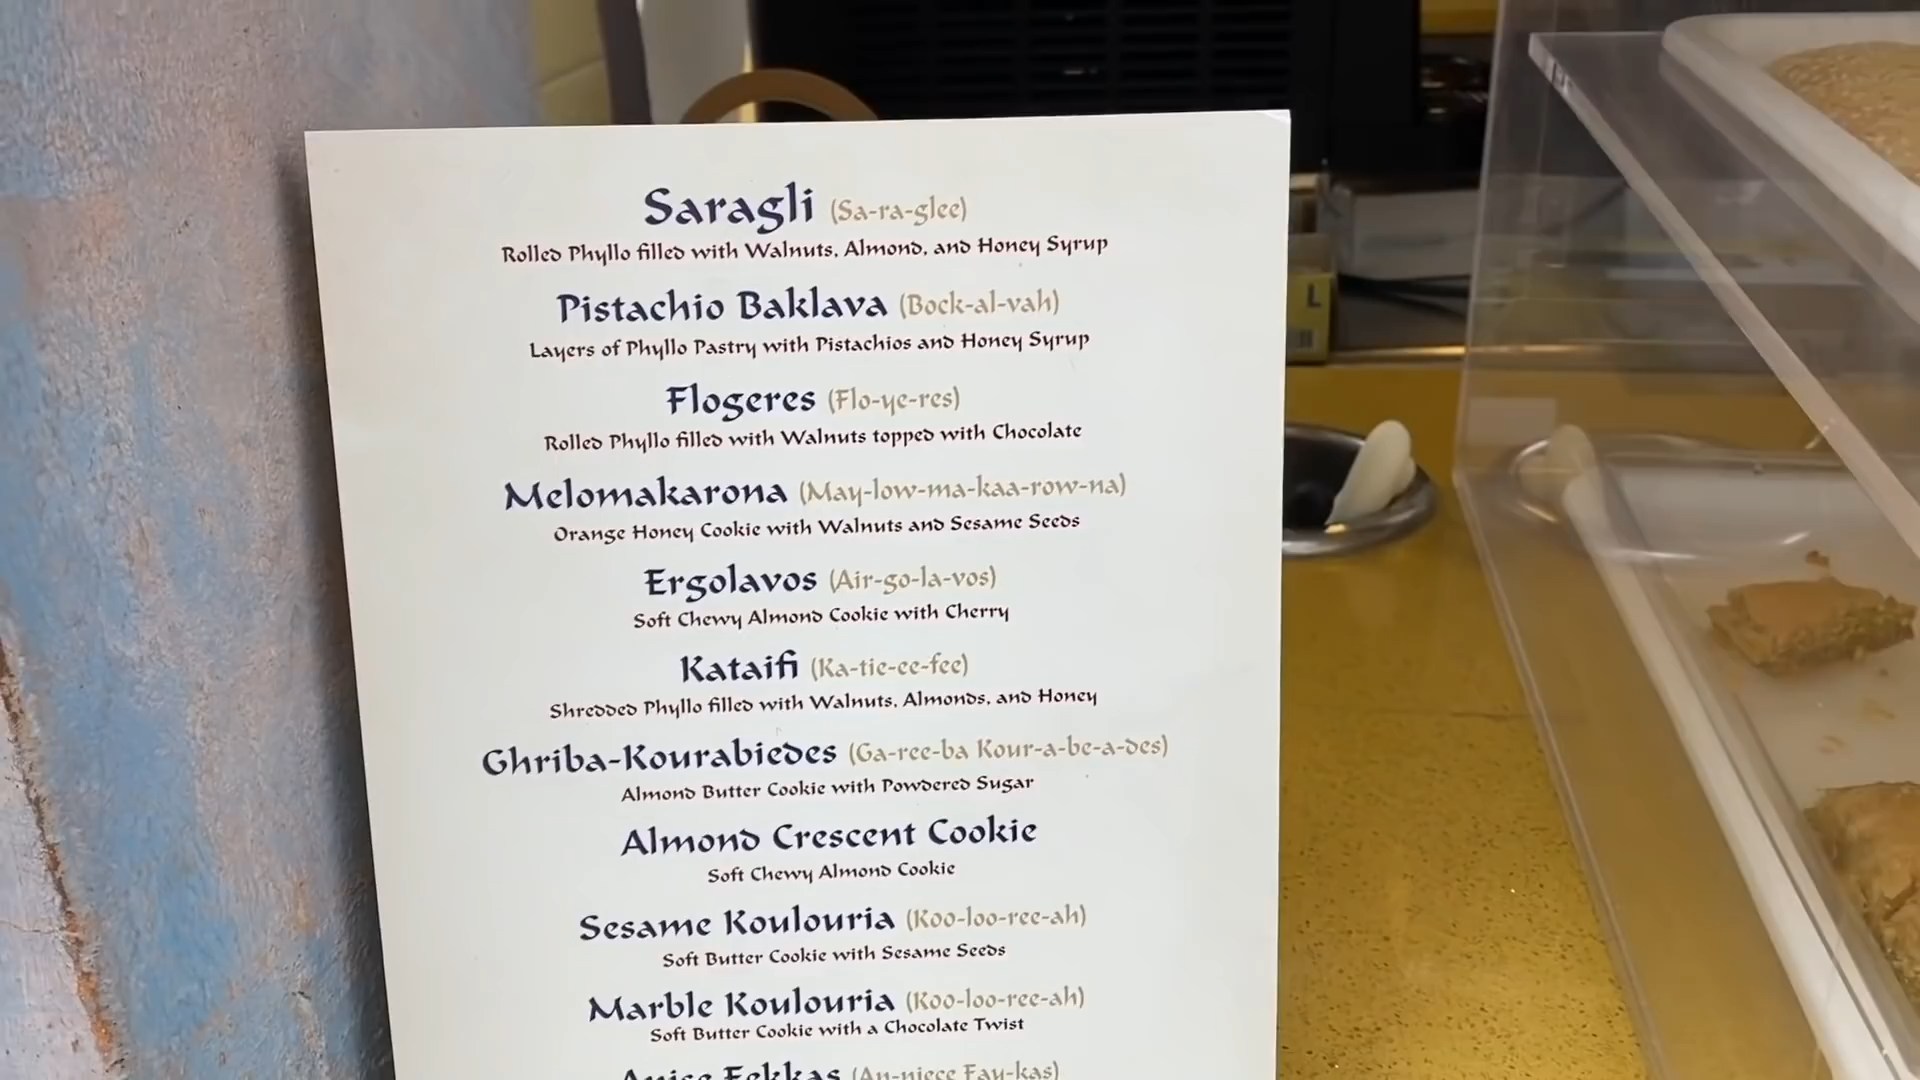 Saragli (Sa-ra-glee)
Rolled Phyllo filled with Walnuts, Almond, and Honey Syrup
Pistachio Baklava (Bock-al-vah)
Layers of Phyllo Pastry with Pistachios and Honey Syrup
Flogeres (Flo-ye-res)
Rolled Phyllo filled with Walnuts topped with Chocolate
Melomakarona (May-low-ma-kaa-row-na)
Orange Honey Cookie with Walnuts and Sesame Seeds
Ergolavos (Air-go-la-vos)
Soft Chewy Almond Cookie with Cherry
Kataifi (Ka-tie-ee-fee)
Shredded Phyllo filled with Walnuts, Almonds, and Honey
Ghriba-Kourabiedes (Ga-ree-ba Kour-a-be-a-des)
Almond Butter Cookie with Powdered Sugar
Almond Crescent Cookie
Soft Chewy Almond Cookie
Sesame Koulouria (Koo-loo-ree-ah)
Soft Butter Cookie with Sesame Seeds
Marble Koulouria (Koo-loo-ree-ah)
Soft Butter Cookie with a Chocolate Twist
Anise Fekkas (An-niece Fay-kas)
L